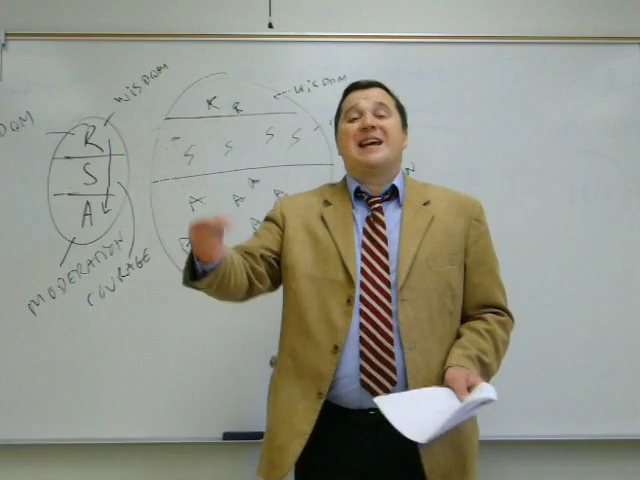 WISDOM
WISDOM
DOM
R
R R
S
S S S S
A
A A A
MODERATION
COURAGE